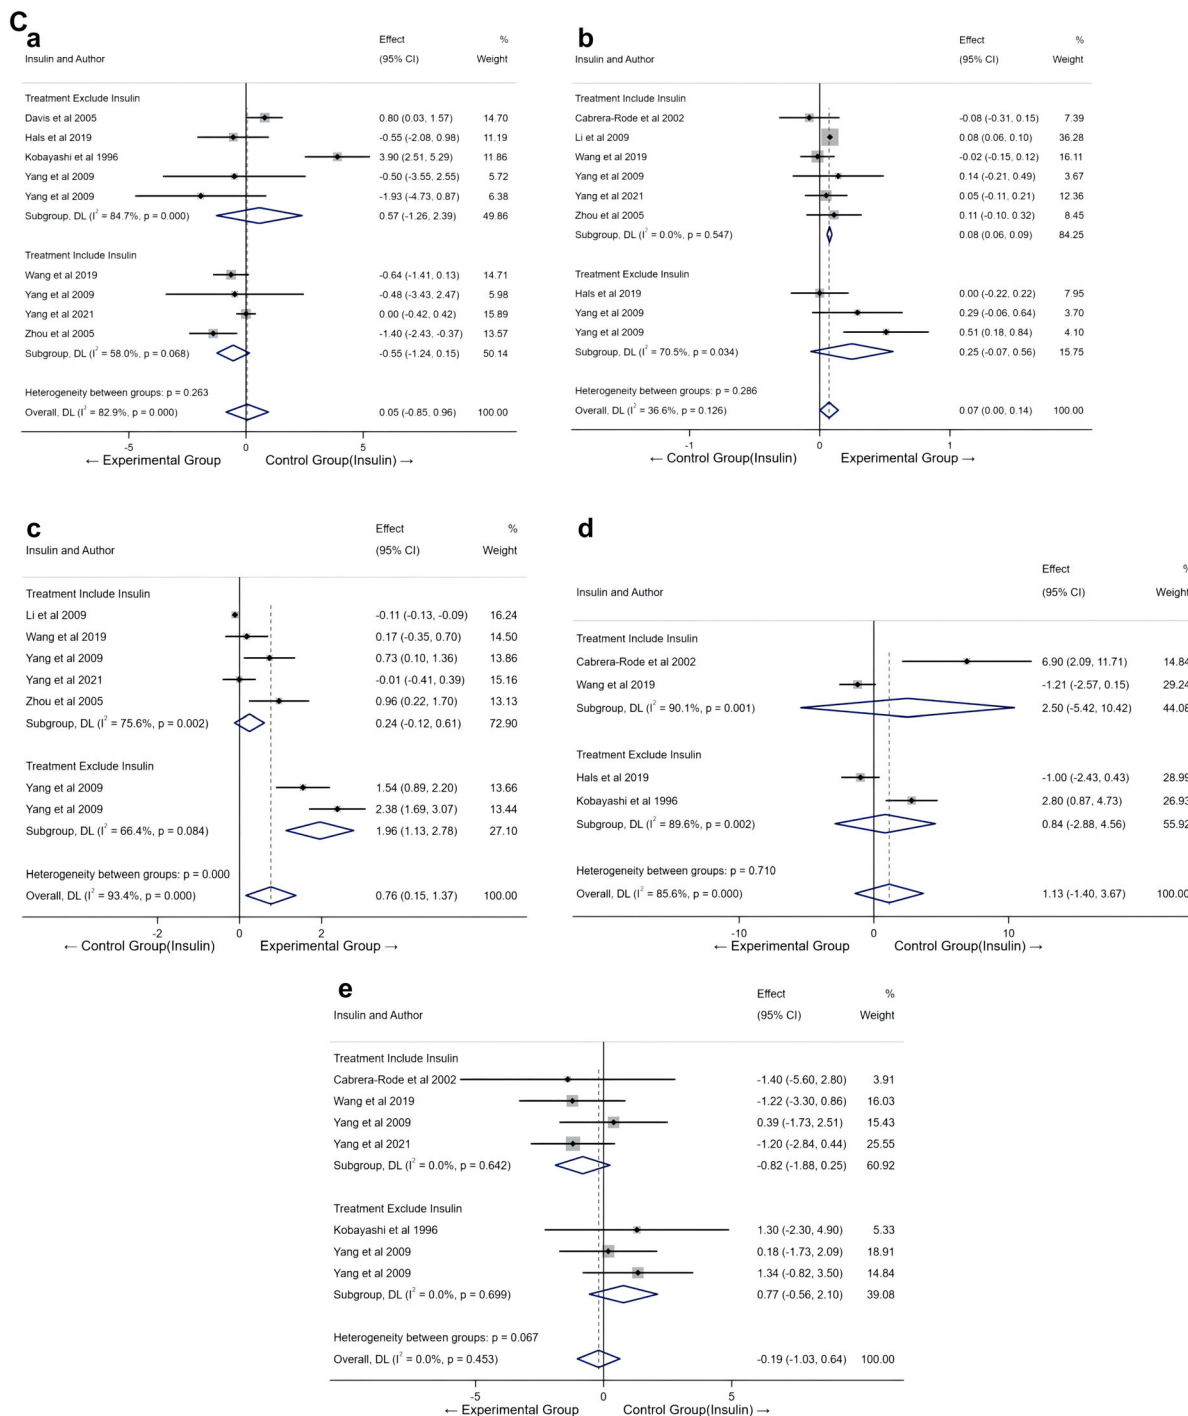 C
a
Effect %
Insulin and Author (95% CI) Weight
Treatment Exclude Insulin
Davis et al 2005 0.80 (0.03, 1.57) 14.70
Hals et al 2019 -0.55 (-2.08, 0.98) 11.19
Kobayashi et al 1996 3.90 (2.51, 5.29) 11.86
Yang et al 2009 -0.50 (-3.55, 2.55) 5.72
Yang et al 2009 -1.93 (-4.73, 0.87) 6.38
Subgroup, DL (I² = 84.7%, p = 0.000) 0.57 (-1.26, 2.39) 49.86
Treatment Include Insulin
Wang et al 2019 -0.64 (-1.41, 0.13) 14.71
Yang et al 2009 -0.48 (-3.43, 2.47) 5.98
Yang et al 2021 0.00 (-0.42, 0.42) 15.89
Zhou et al 2005 -1.40 (-2.43, -0.37) 13.57
Subgroup, DL (I² = 58.0%, p = 0.068) -0.55 (-1.24, 0.15) 50.14
Heterogeneity between groups: p = 0.263
Overall, DL (I² = 82.9%, p = 0.000) 0.05 (-0.85, 0.96) 100.00
-5 0 5
← Experimental Group Control Group(Insulin) →
b
Effect %
Insulin and Author (95% CI) Weight
Treatment Include Insulin
Cabrera-Rode et al 2002 -0.08 (-0.31, 0.15) 7.39
Li et al 2009 0.08 (0.06, 0.10) 36.28
Wang et al 2019 -0.02 (-0.15, 0.12) 16.11
Yang et al 2009 0.14 (-0.21, 0.49) 3.67
Yang et al 2021 0.05 (-0.11, 0.21) 12.36
Zhou et al 2005 0.11 (-0.10, 0.32) 8.45
Subgroup, DL (I² = 0.0%, p = 0.547) 0.08 (0.06, 0.09) 84.25
Treatment Exclude Insulin
Hals et al 2019 0.00 (-0.22, 0.22) 7.95
Yang et al 2009 0.29 (-0.06, 0.64) 3.70
Yang et al 2009 0.51 (0.18, 0.84) 4.10
Subgroup, DL (I² = 70.5%, p = 0.034) 0.25 (-0.07, 0.56) 15.75
Heterogeneity between groups: p = 0.286
Overall, DL (I² = 36.6%, p = 0.126) 0.07 (0.00, 0.14) 100.00
-1 0 1
← Control Group(Insulin) Experimental Group →
c
Effect %
Insulin and Author (95% CI) Weight
Treatment Include Insulin
Li et al 2009 -0.11 (-0.13, -0.09) 16.24
Wang et al 2019 0.17 (-0.35, 0.70) 14.50
Yang et al 2009 0.73 (0.10, 1.36) 13.86
Yang et al 2021 -0.01 (-0.41, 0.39) 15.16
Zhou et al 2005 0.96 (0.22, 1.70) 13.13
Subgroup, DL (I² = 75.6%, p = 0.002) 0.24 (-0.12, 0.61) 72.90
Treatment Exclude Insulin
Yang et al 2009 1.54 (0.89, 2.20) 13.66
Yang et al 2009 2.38 (1.69, 3.07) 13.44
Subgroup, DL (I² = 66.4%, p = 0.084) 1.96 (1.13, 2.78) 27.10
Heterogeneity between groups: p = 0.000
Overall, DL (I² = 93.4%, p = 0.000) 0.76 (0.15, 1.37) 100.00
-2 0 2
← Control Group(Insulin) Experimental Group →
d
Effect %
Insulin and Author (95% CI) Weight
Treatment Include Insulin
Cabrera-Rode et al 2002 6.90 (2.09, 11.71) 14.84
Wang et al 2019 -1.21 (-2.57, 0.15) 29.24
Subgroup, DL (I² = 90.1%, p = 0.001) 2.50 (-5.42, 10.42) 44.08
Treatment Exclude Insulin
Hals et al 2019 -1.00 (-2.43, 0.43) 28.99
Kobayashi et al 1996 2.80 (0.87, 4.73) 26.93
Subgroup, DL (I² = 89.6%, p = 0.002) 0.84 (-2.88, 4.56) 55.92
Heterogeneity between groups: p = 0.710
Overall, DL (I² = 85.6%, p = 0.000) 1.13 (-1.40, 3.67) 100.00
-10 0 10
← Experimental Group Control Group(Insulin) →
e
Effect %
Insulin and Author (95% CI) Weight
Treatment Include Insulin
Cabrera-Rode et al 2002 -1.40 (-5.60, 2.80) 3.91
Wang et al 2019 -1.22 (-3.30, 0.86) 16.03
Yang et al 2009 0.39 (-1.73, 2.51) 15.43
Yang et al 2021 -1.20 (-2.84, 0.44) 25.55
Subgroup, DL (I² = 0.0%, p = 0.642) -0.82 (-1.88, 0.25) 60.92
Treatment Exclude Insulin
Kobayashi et al 1996 1.30 (-2.30, 4.90) 5.33
Yang et al 2009 0.18 (-1.73, 2.09) 18.91
Yang et al 2009 1.34 (-0.82, 3.50) 14.84
Subgroup, DL (I² = 0.0%, p = 0.699) 0.77 (-0.56, 2.10) 39.08
Heterogeneity between groups: p = 0.067
Overall, DL (I² = 0.0%, p = 0.453) -0.19 (-1.03, 0.64) 100.00
-5 0 5
← Experimental Group Control Group(Insulin) →